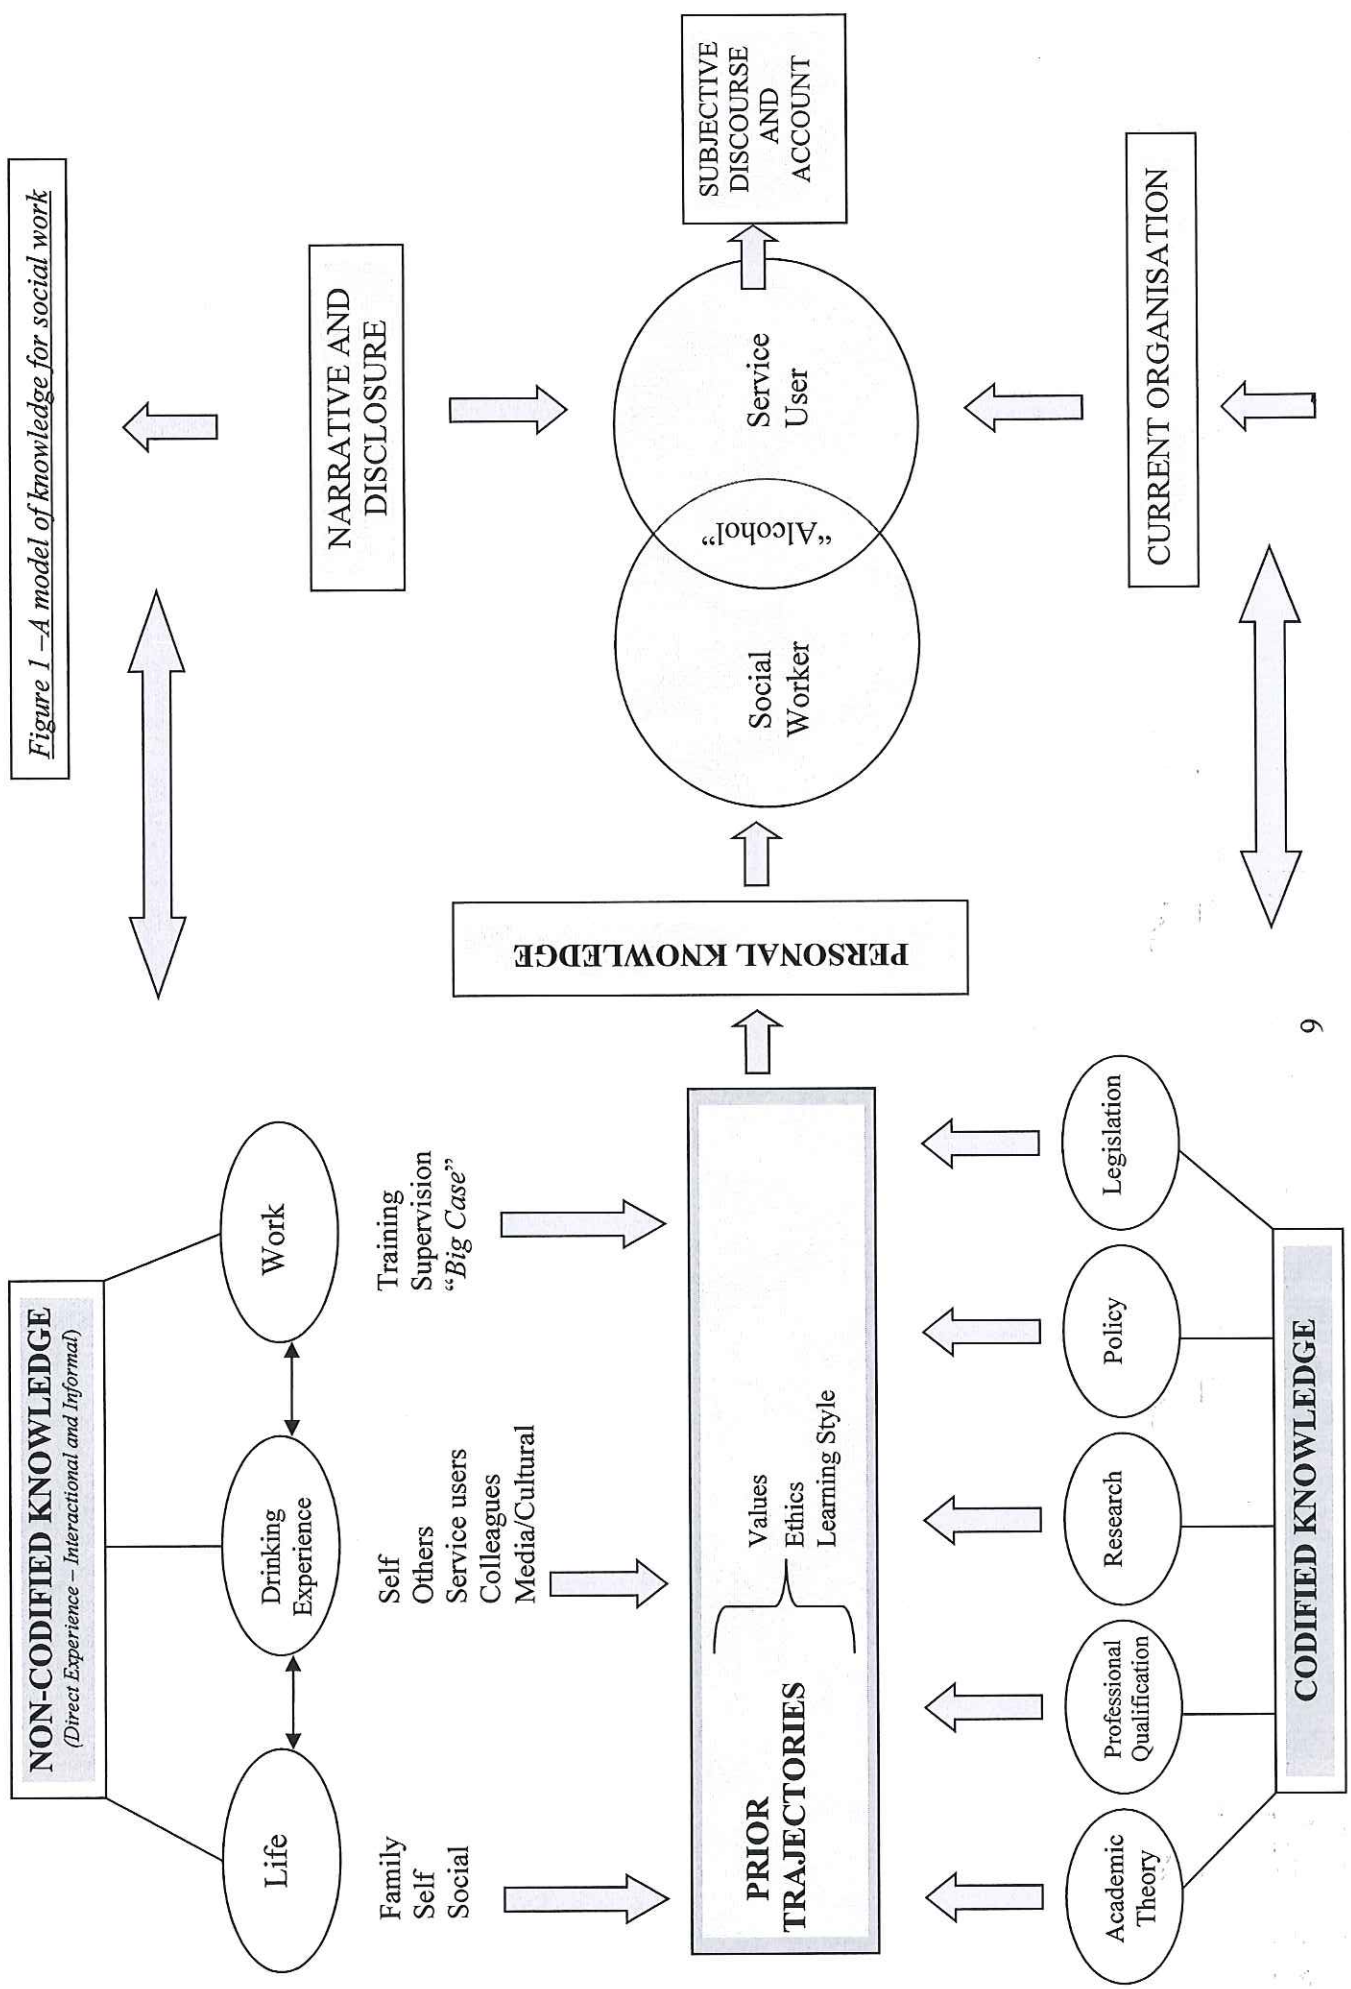 Figure 1 –A model of knowledge for social work
NON-CODIFIED KNOWLEDGE
(Direct Experience – Interactional and Informal)
Life
Drinking
Experience
Work
Family
Self
Social
Self
Others
Service users
Colleagues
Media/Cultural
Training
Supervision
“Big Case”
NARRATIVE AND
DISCLOSURE
PRIOR
TRAJECTORIES
Values
Ethics
Learning Style
PERSONAL KNOWLEDGE
Social
Worker
“Alcohol”
Service
User
SUBJECTIVE
DISCOURSE
AND
ACCOUNT
Academic
Theory
Professional
Qualification
Research
Policy
Legislation
CURRENT ORGANISATION
CODIFIED KNOWLEDGE
9